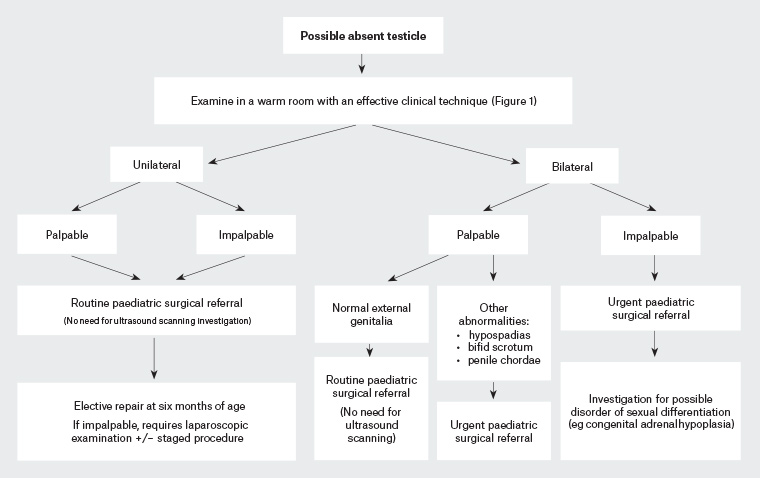 Possible absent testicle
Examine in a warm room with an effective clinical technique (Figure 1)
Unilateral
Bilateral
Palpable
Impalpable
Palpable
Impalpable
Routine paediatric surgical referral
(No need for ultrasound scanning investigation)
Normal external
genitalia
Other
abnormalities:
• hypospadias
• bifid scrotum
• penile chordae
Urgent paediatric
surgical referral
Elective repair at six months of age
If impalpable, requires laparoscopic
examination +/– staged procedure
Routine paediatric
surgical referral
(No need for
ultrasound
scanning)
Urgent paediatric
surgical referral
Investigation for possible
disorder of sexual differentiation
(eg congenital adrenal hypoplasia)